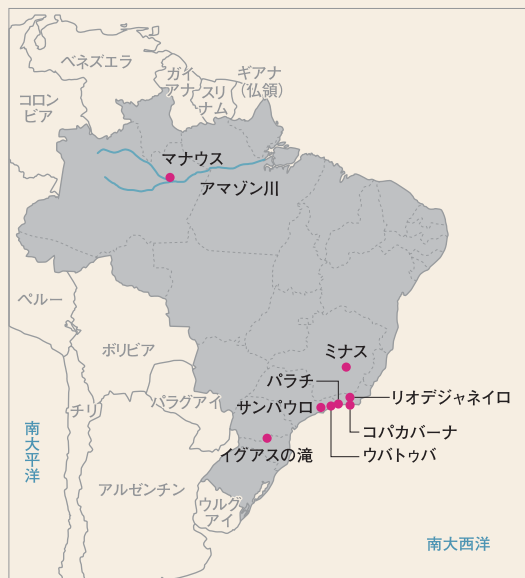 ベネズエラ
ガイ
アナ
スリ
ナム
ギアナ
(仏領)
コロン
ビア
マナウス
アマゾン川
ペルー
ボリビア
ミナス
パラチ
リオデジャネイロ
パラグアイ
サンパウロ
チリ
コパカバーナ
イグアスの滝
ウバトゥバ
南大平洋
アルゼンチン
ウルグ
アイ
南大西洋